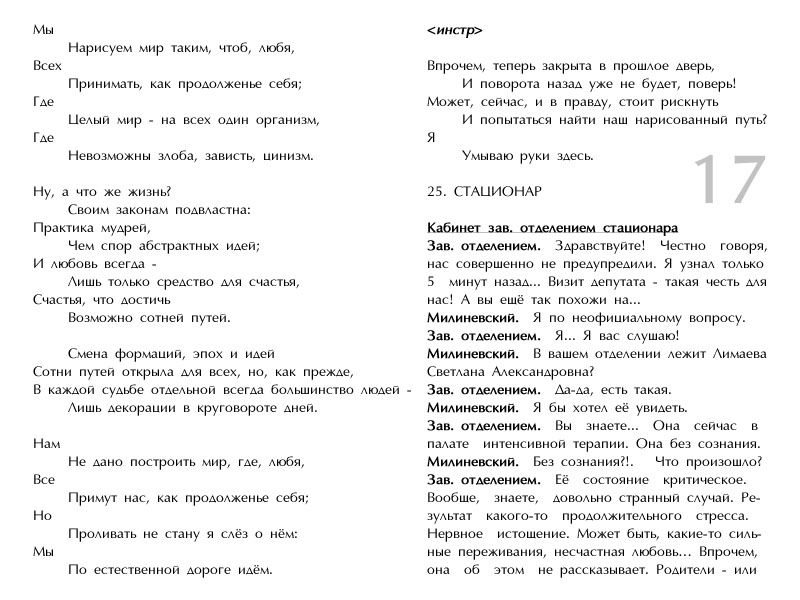 Мы
Нарисуем мир таким, чтоб, любя,
Всех
Принимать, как продолженье себя;
Где
Целый мир - на всех один организм,
Где
Невозможны злоба, зависть, цинизм.
Ну, а что же жизнь?
Своим законам подвластна:
Практика мудрей,
Чем спор абстрактных идей;
И любовь всегда -
Лишь только средство для счастья,
Счастья, что достичь
Возможно сотней путей.
Смена формаций, эпох и идей
Сотни путей открыла для всех, но, как прежде,
В каждой судьбе отдельной всегда большинство людей -
Лишь декорации в круговороте дней.
Нам
Не дано построить мир, где, любя,
Все
Примут нас, как продолженье себя;
Но
Проливать не стану я слёз о нём:
Мы
По естественной дороге идём.
<инстр>
Впрочем, теперь закрыта в прошлое дверь,
И поворота назад уже не будет, поверь!
Может, сейчас, и в правду, стоит рискнуть
И попытаться найти наш нарисованный путь?
Я
Умываю руки здесь.
17
25. СТАЦИОНАР
Кабинет зав. отделением стационара
Зав. отделением. Здравствуйте! Честно говоря,
нас совершенно не предупредили. Я узнал только
5 минут назад... Визит депутата - такая честь для
нас! А вы ещё так похожи на...
Милиневский. Я по неофициальному вопросу.
Зав. отделением. Я... Я вас слушаю!
Милиневский. В вашем отделении лежит Лимаева
Светлана Александровна?
Зав. отделением. Да-да, есть такая.
Милиневский. Я бы хотел её увидеть.
Зав. отделением. Вы знаете... Она сейчас в
палате интенсивной терапии. Она без сознания.
Милиневский. Без сознания?!. Что произошло?
Зав. отделением. Её состояние критическое.
Вообще, знаете, довольно странный случай. Ре-
зультат какого-то продолжительного стресса.
Нервное истощение. Может быть, какие-то силь-
ные переживания, несчастная любовь... Впрочем,
она об этом не рассказывает. Родители - или